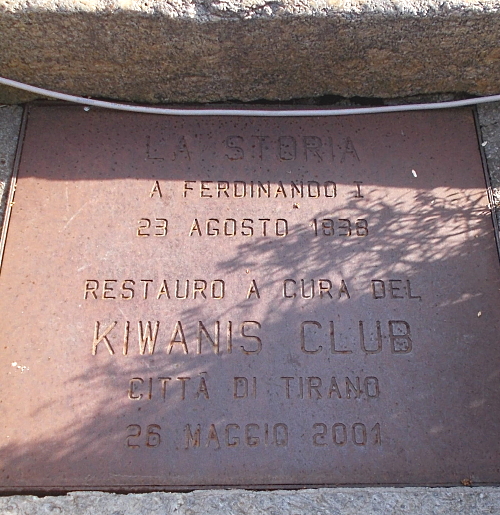 LA STORIA
A FERDINANDO I
23 AGOSTO 1838
RESTAURO A CURA DEL
KIWANIS CLUB
CITTÀ DI TIRANO
26 MAGGIO 2001